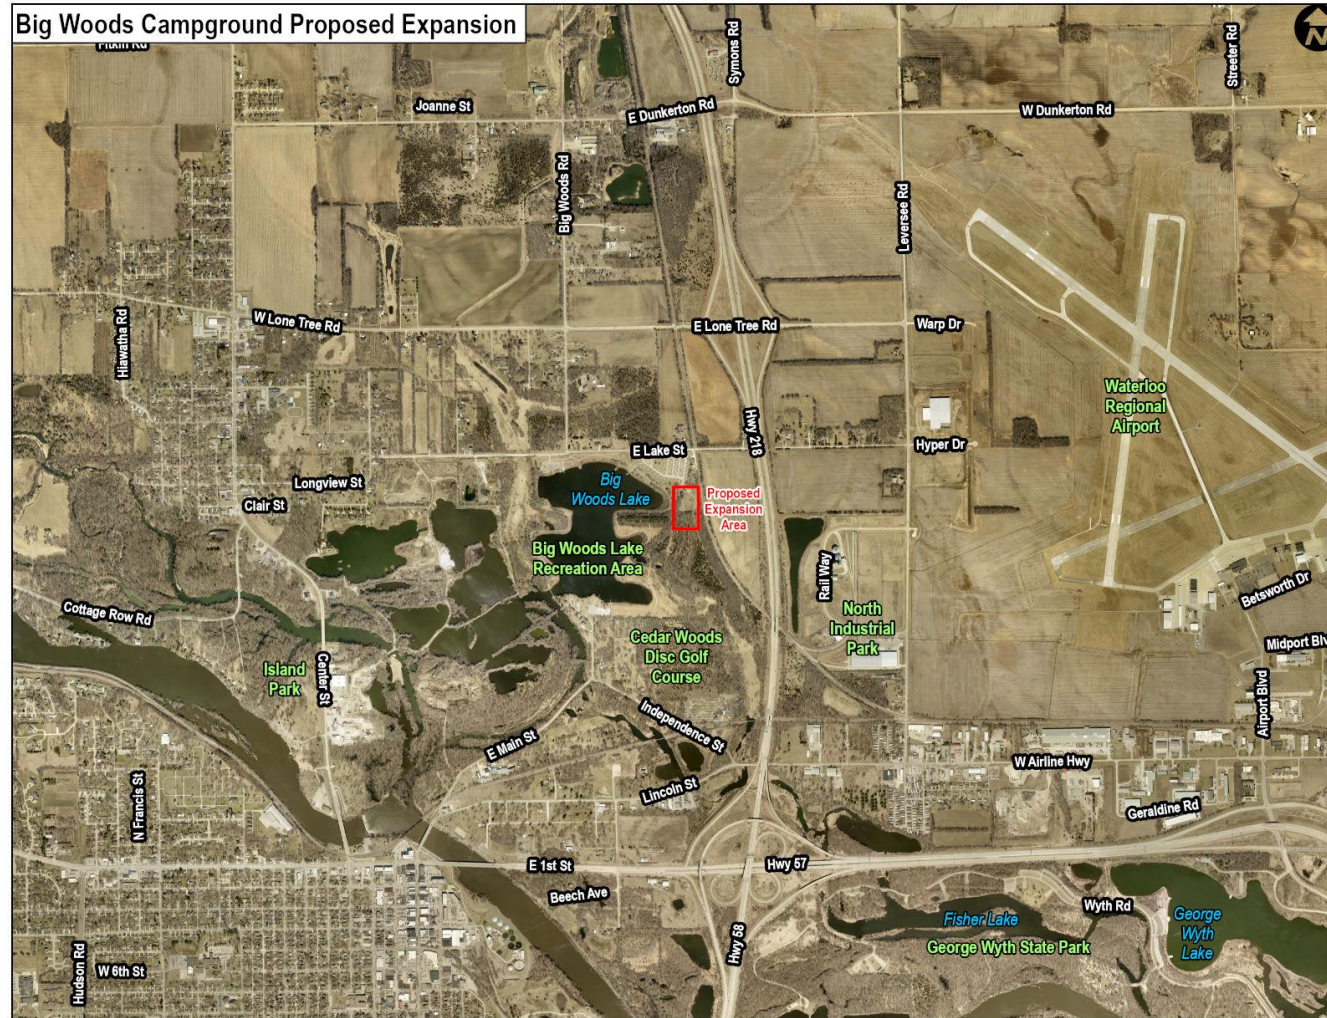 Big Woods Campground Proposed Expansion
N
Pitkin Rd
Symons Rd
Streeter Rd
Joanne St
E Dunkerton Rd
W Dunkerton Rd
Big Woods Rd
Leversee Rd
Hiawatha Rd
W Lone Tree Rd
E Lone Tree Rd
Warp Dr
Waterloo
Regional
Airport
Hwy 218
E Lake St
Hyper Dr
Longview St
Clair St
Big
Woods Lake
Proposed
Expansion
Area
Big Woods Lake
Recreation Area
Rail Way
Betsworth Dr
Cottage Row Rd
North
Industrial
Park
Cedar Woods
Disc Golf
Course
Midport Blv
Island
Park
Center St
Airport Blvd
Independence St
E Main St
W Airline Hwy
Lincoln St
N Francis St
Geraldine Rd
E 1st St
Hwy 57
Beech Ave
Wyth Rd
Fisher Lake
George
Wyth
Lake
George Wyth State Park
Hwy 58
Hudson Rd
W 6th St